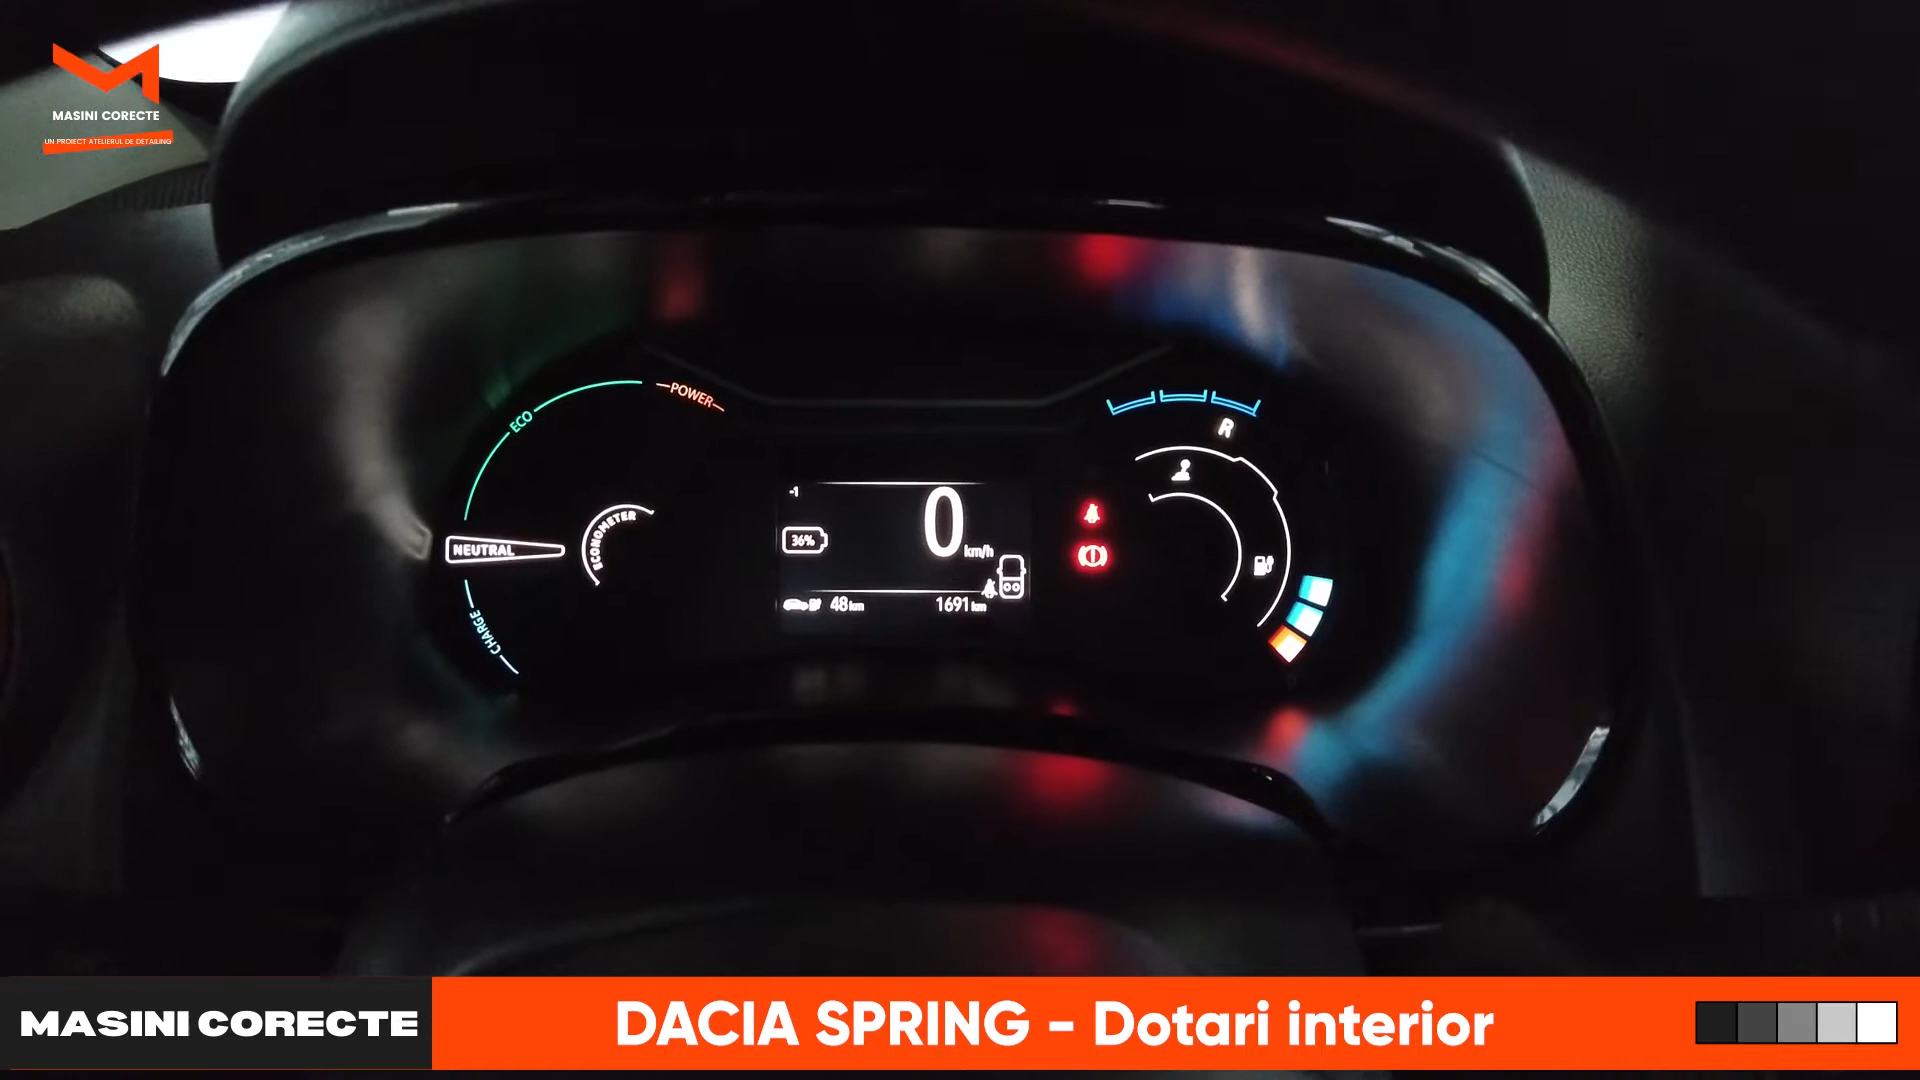 MASINI CORECTE
UN PROIECT ATELIERUL DE DETAILING
POWER
ECO
R
-1
0
km/h
36%
NEUTRAL
ECONOMETER
CHARGE
48 km
1691 km
MASINI CORECTE
DACIA SPRING - Dotari interior